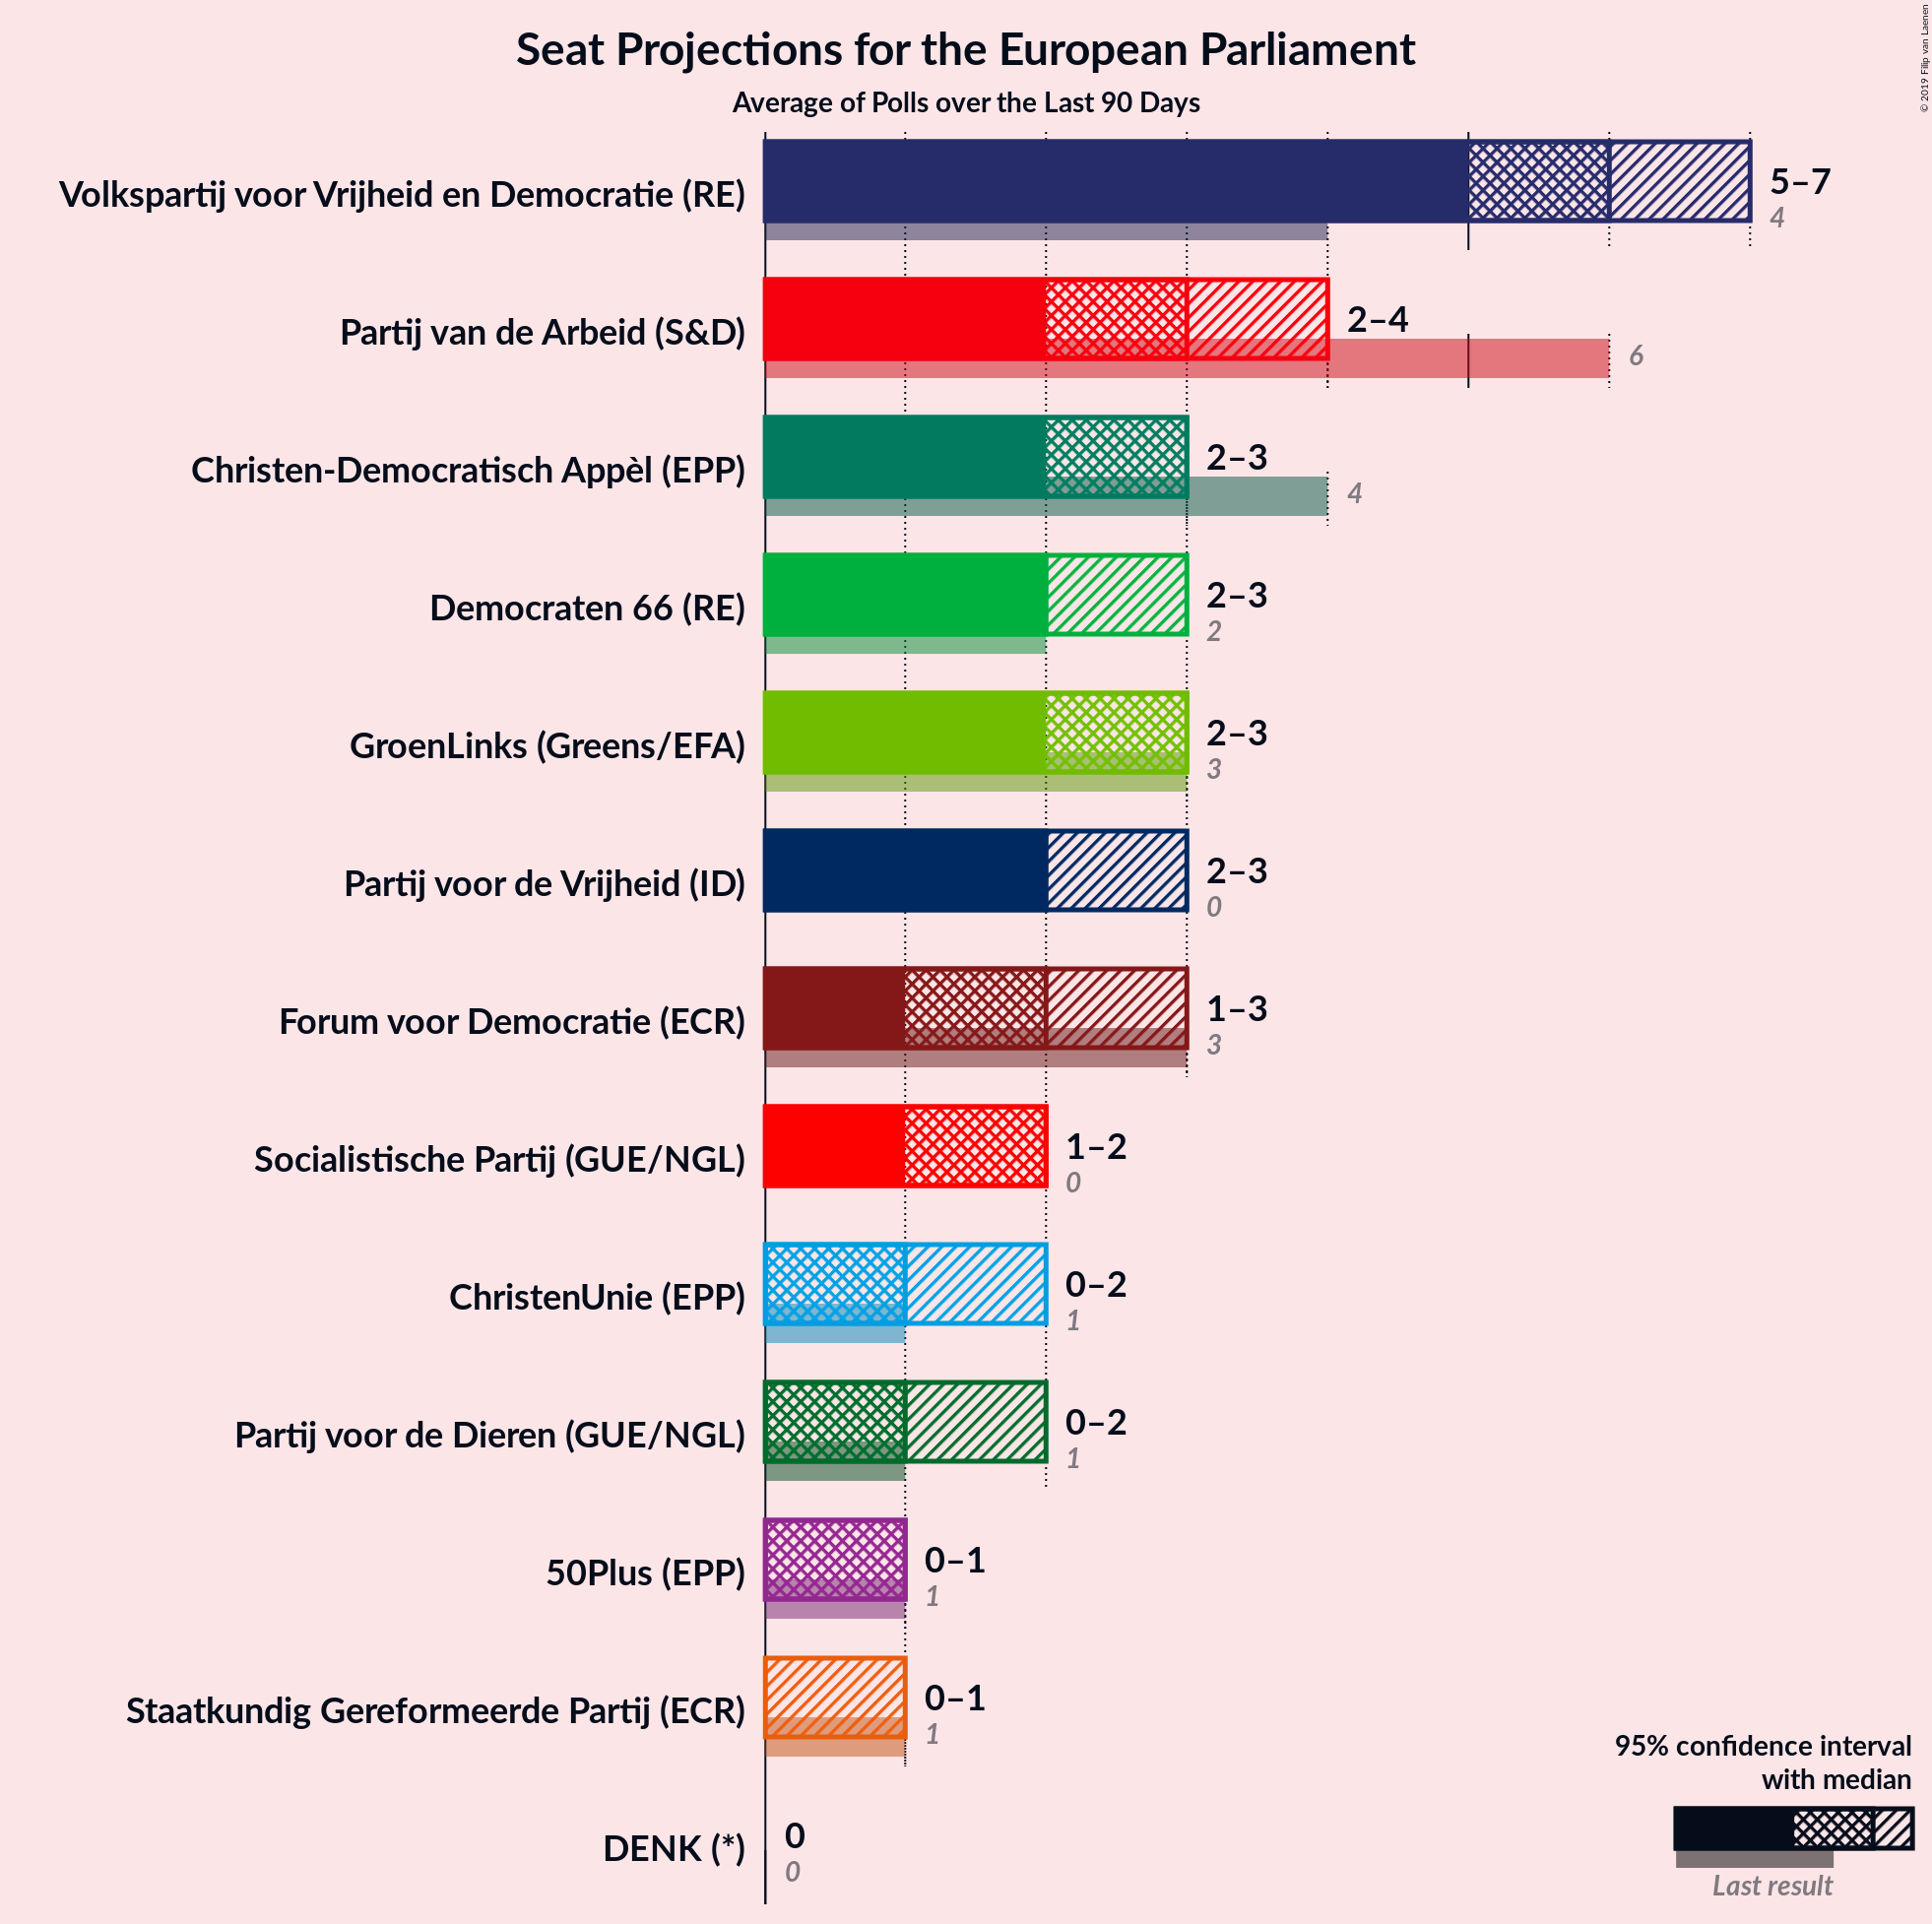 Seat Projections for the European Parliament
Average of Polls over the Last 90 Days
© 2019 Filip van Laenen
Volkspartij voor Vrijheid en Democratie (RE)
5–7
4
Partij van de Arbeid (S&D)
2–4
6
Christen-Democratisch Appèl (EPP)
2–3
4
Democraten 66 (RE)
2–3
2
GroenLinks (Greens/EFA)
2–3
3
Partij voor de Vrijheid (ID)
2–3
0
Forum voor Democratie (ECR)
1–3
3
Socialistische Partij (GUE/NGL)
1–2
0
ChristenUnie (EPP)
0–2
1
Partij voor de Dieren (GUE/NGL)
0–2
1
50Plus (EPP)
0–1
1
Staatkundig Gereformeerde Partij (ECR)
0–1
1
DENK (*)
0
0
95% confidence interval
with median
Last result